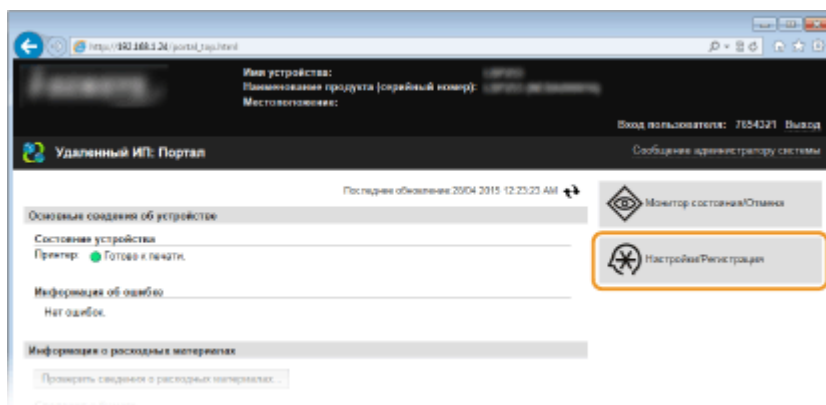 http://192.168.1.24/portal_top.html
Имя устройства:
Наименование продукта (серийный номер):
Местоположение:
Вход пользователя: 7654321 Выход
Удаленный ИП: Портал
Сообщение администратору системы
Последнее обновление: 28/04 2015 12:23:23 AM
Монитор состояния/Отмена
Основные сведения об устройстве
Состояние устройства
Принтер: Готово к печати.
Настройки/Регистрация
Информация об ошибке
Нет ошибок.
Информация о расходных материалах
Проверить сведения о расходных материалах...